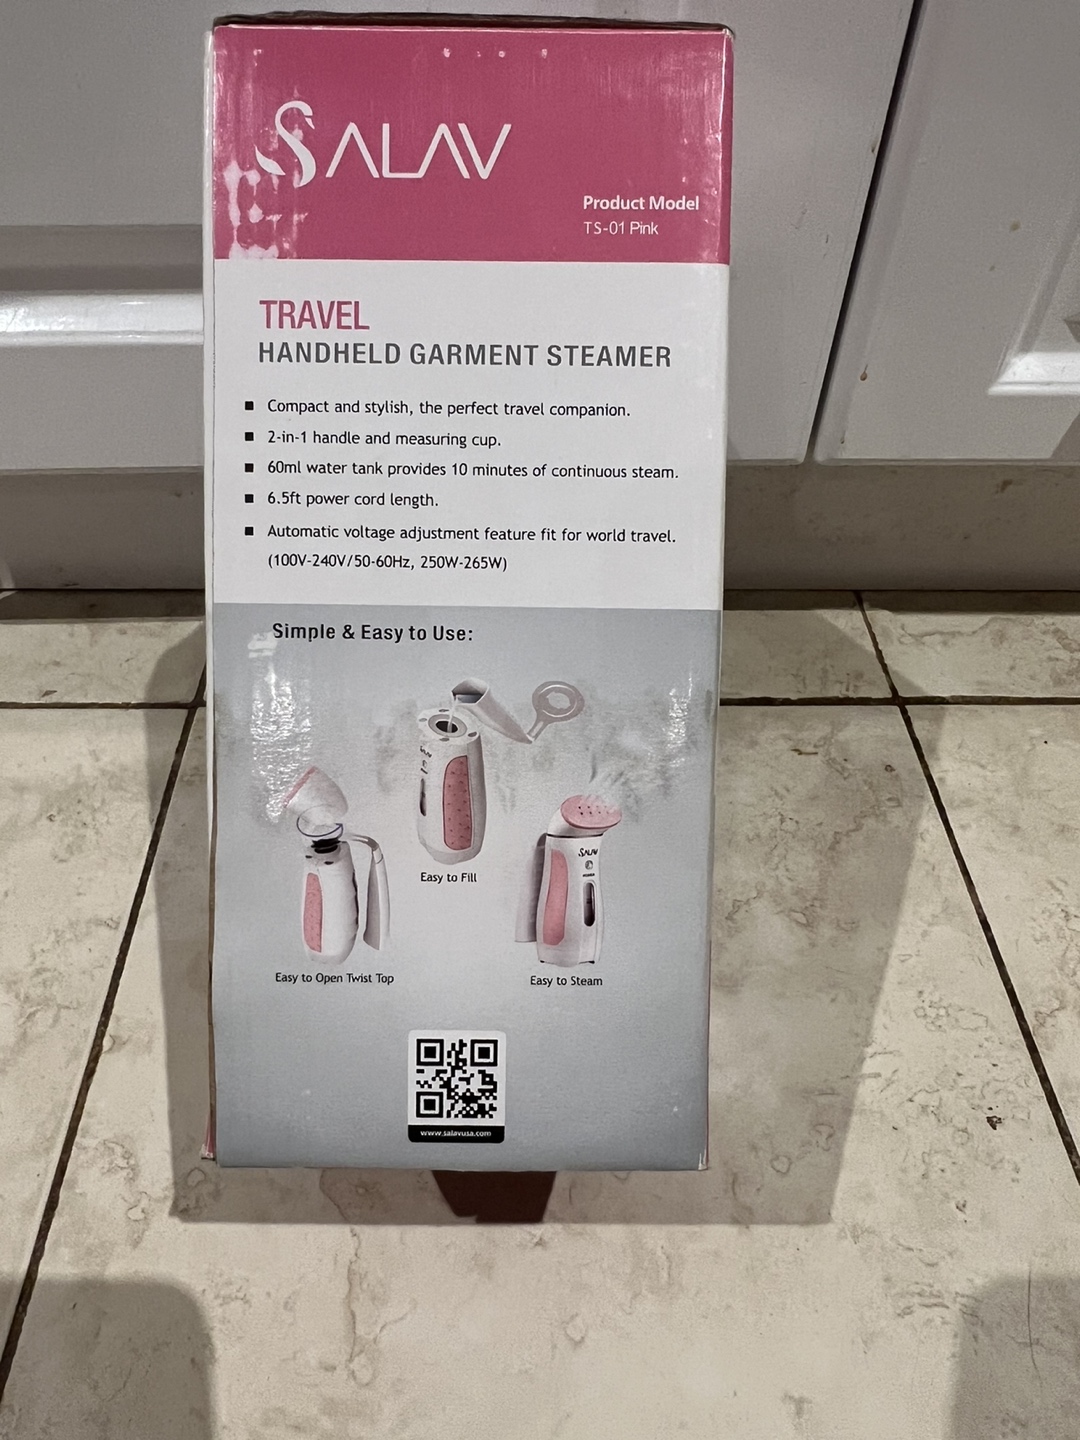 SALAV
Product Model
TS-01 Pink
TRAVEL
HANDHELD GARMENT STEAMER
■ Compact and stylish, the perfect travel companion.
■ 2-in-1 handle and measuring cup.
■ 60ml water tank provides 10 minutes of continuous steam.
■ 6.5ft power cord length.
■ Automatic voltage adjustment feature fit for world travel.
(100V-240V/50-60Hz, 250W-265W)
Simple & Easy to Use:
SALAV
Easy to Fill
SALAV
Easy to Open Twist Top
Easy to Steam
www.salavusa.com